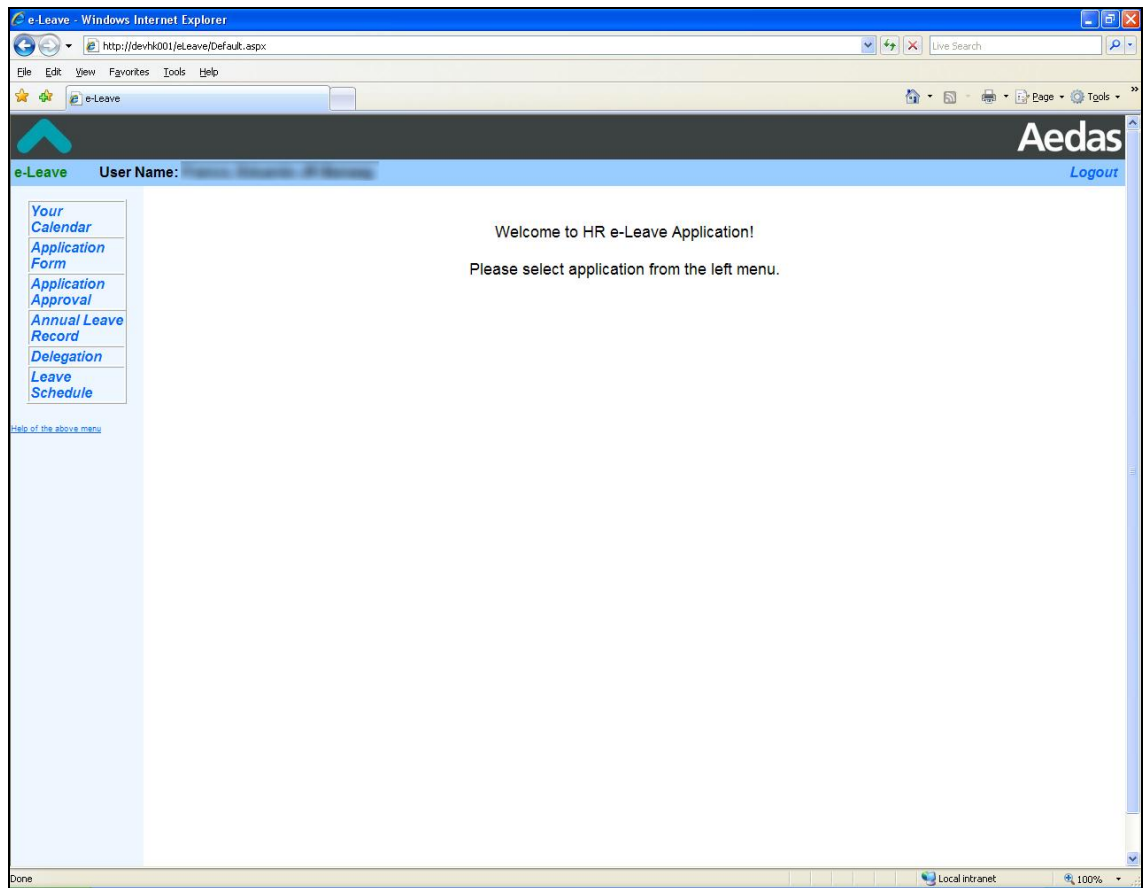 e-Leave - Windows Internet Explorer
http://devhk001/eLeave/Default.aspx
Live Search
File Edit View Favorites Tools Help
e-Leave
Page Tools
Aedas
e-Leave User Name:
Logout
Your
Calendar
Application
Form
Application
Approval
Annual Leave
Record
Delegation
Leave
Schedule
Help of the above menu
Welcome to HR e-Leave Application!
Please select application from the left menu.
Done
Local intranet
100%